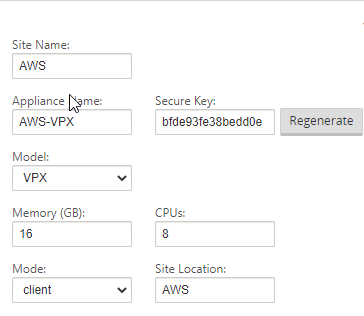 Site Name:
AWS
Appliance Name: Secure Key:
AWS-VPX bfde93fe38bedd0e Regenerate
Model:
VPX
Memory (GB): CPUs:
16 8
Mode: Site Location:
client AWS